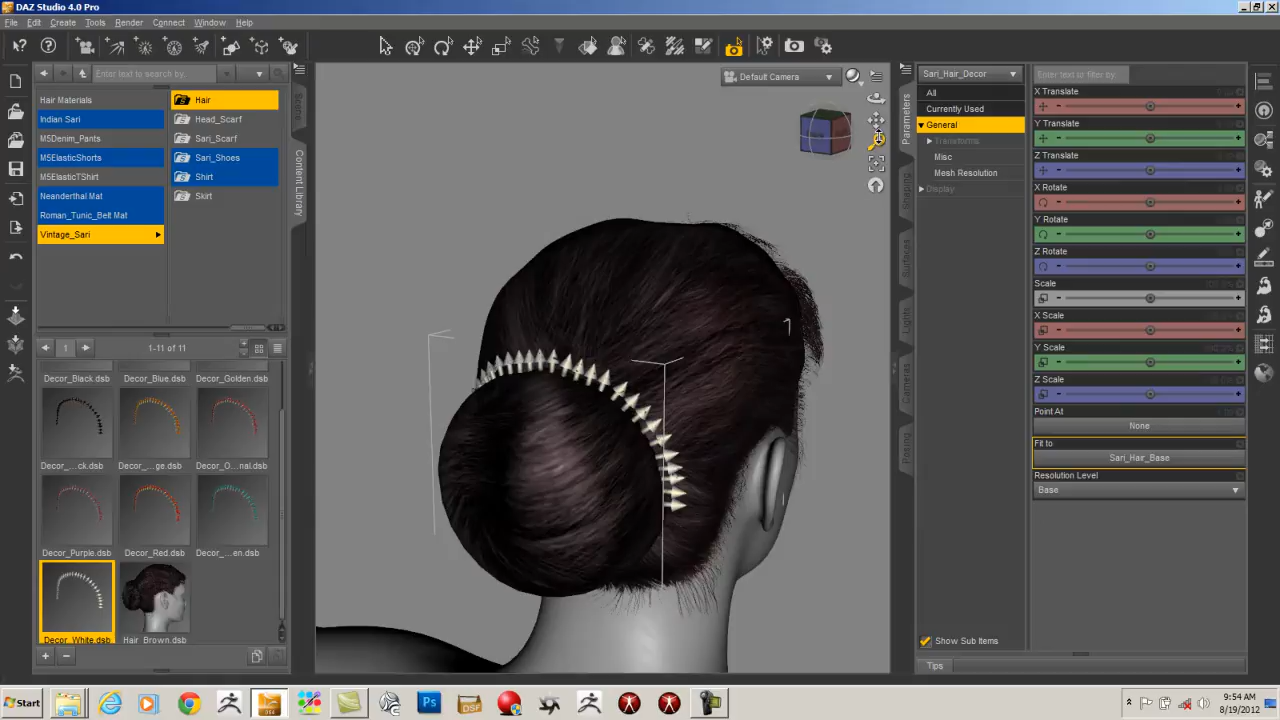 DAZ Studio 4.0 Pro
File Edit Create Tools Render Connect Window Help
Enter text to search by.
Default Camera
Sari_Hair_Decor
Enter text or filter by.
Hair Materials
Indian Sari
M5Denim_Pants
M5ElasticShorts
M5ElasticTShirt
Neanderthal Mat
Roman_Tunic_Belt Mat
Vintage_Sari
Hair
Head_Scarf
Sari_Scarf
Sari_Shoes
Shirt
Skirt
Scene
Content Library
1
1-11 of 11
Decor_Black.dsb
Decor_Blue.dsb
Decor_Golden.dsb
Decor_...ck.dsb
Decor_...ge.dsb
Decor_O...nal.dsb
Decor_Purple.dsb
Decor_Red.dsb
Decor_...en.dsb
Decor_White.dsb
Hair_Brown.dsb
Parameters
Surfaces
Lights
Cameras
Posing
All
Currently Used
General
Transforms
Misc
Mesh Resolution
Display
X Translate
Y Translate
Z Translate
X Rotate
Y Rotate
Z Rotate
Scale
X Scale
Y Scale
Z Scale
Point At
None
Fit to
Sari_Hair_Base
Resolution Level
Base
Show Sub Items
Tips
Start
Ps
DSF
9:54 AM
8/19/2012